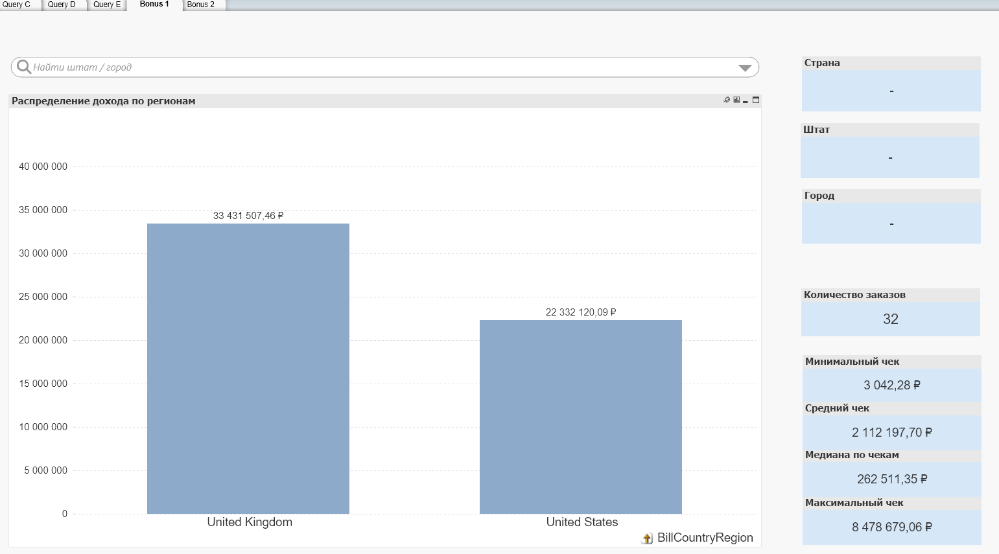 Query C
Query D
Query E
Bonus 1
Bonus 2
Найти штат / город
Распределение дохода по регионам
40 000 000
35 000 000
30 000 000
25 000 000
20 000 000
15 000 000
10 000 000
5 000 000
0
33 431 507,46 ₽
22 332 120,09 ₽
United Kingdom
United States
BillCountryRegion
Страна
-
Штат
-
Город
-
Количество заказов
32
Минимальный чек
3 042,28 ₽
Средний чек
2 112 197,70 ₽
Медиана по чекам
262 511,35 ₽
Максимальный чек
8 478 679,06 ₽